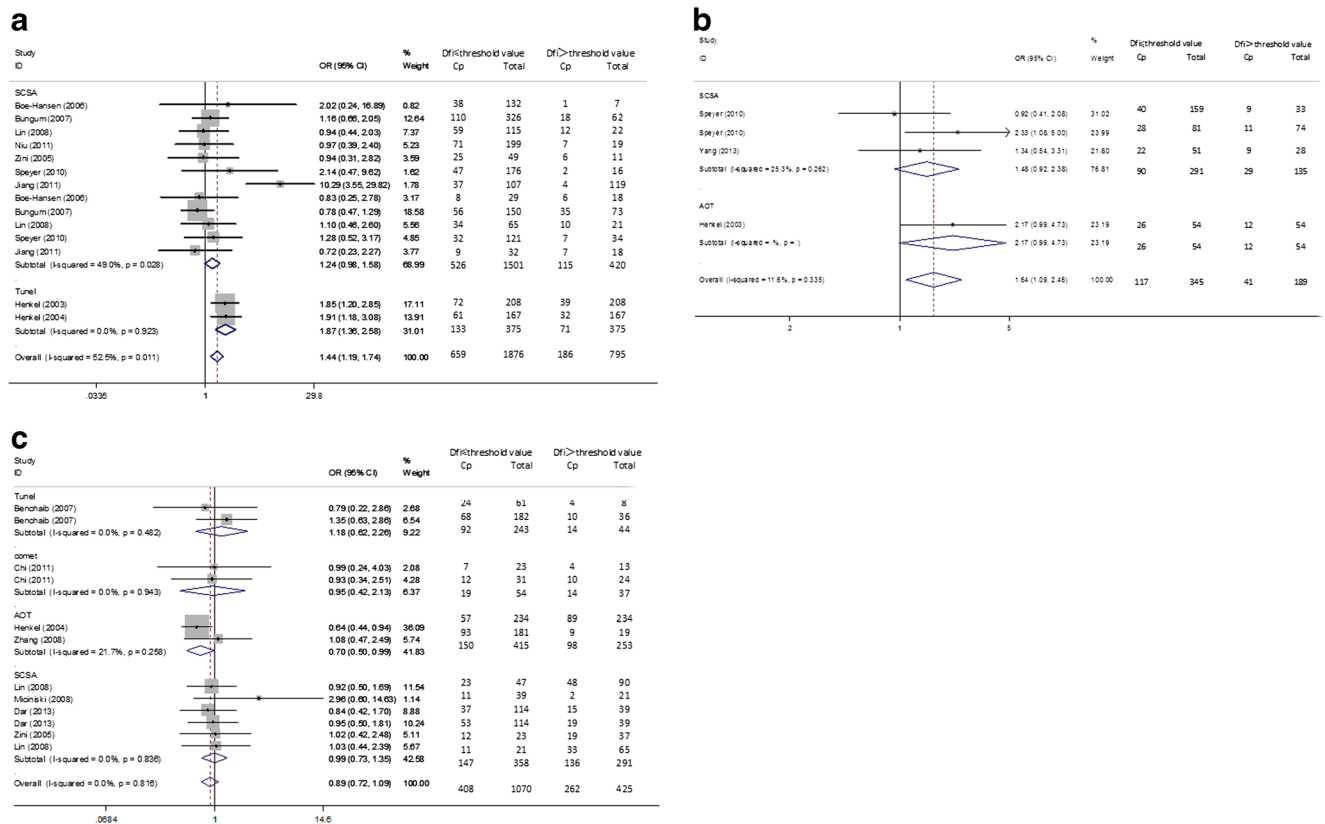 a
Study % Dfi≤threshold value Dfi＞threshold value
ID OR (95% CI) Weight Cp Total Cp Total
SCSA
Boe-Hansen (2006) 2.02 (0.24, 16.89) 0.82 38 132 1 7
Bungum (2007) 1.16 (0.66, 2.05) 12.64 110 326 18 62
Lin (2008) 0.94 (0.44, 2.03) 7.37 59 115 12 22
Niu (2011) 0.97 (0.39, 2.40) 5.23 71 199 7 19
Zini (2005) 0.94 (0.31, 2.82) 3.59 25 49 6 11
Speyer (2010) 2.14 (0.47, 9.62) 1.62 47 176 2 16
Jiang (2011) 10.29 (3.55, 29.82) 1.78 37 107 4 119
Boe-Hansen (2006) 0.83 (0.25, 2.78) 3.17 8 29 6 18
Bungum (2007) 0.78 (0.47, 1.29) 18.58 56 150 35 73
Lin (2008) 1.10 (0.46, 2.60) 5.56 34 65 10 21
Speyer (2010) 1.28 (0.52, 3.17) 4.85 32 121 7 34
Jiang (2011) 0.72 (0.23, 2.27) 3.77 9 32 7 18
Subtotal (I-squared = 49.0%, p = 0.028) 1.24 (0.98, 1.58) 68.99 526 1501 115 420
.
Tunel
Henkel (2003) 1.85 (1.20, 2.85) 17.11 72 208 39 208
Henkel (2004) 1.91 (1.18, 3.08) 13.91 61 167 32 167
Subtotal (I-squared = 0.0%, p = 0.923) 1.87 (1.36, 2.58) 31.01 133 375 71 375
.
Overall (I-squared = 52.5%, p = 0.011) 1.44 (1.19, 1.74) 100.00 659 1876 186 795
.0335 1 29.8
b
Study % Dfi≤threshold value Dfi＞threshold value
ID OR (95% CI) Weight Cp Total Cp Total
SCSA
Speyer (2010) 0.92 (0.41, 2.08) 31.02 40 159 9 33
Speyer (2010) 2.33 (1.08, 5.00) 23.99 28 81 11 74
Yang (2013) 1.34 (0.54, 3.31) 21.80 22 51 9 28
Subtotal (I-squared = 25.3%, p = 0.262) 1.48 (0.92, 2.38) 76.81 90 291 29 135
.
AOT
Henkel (2003) 2.17 (0.99, 4.73) 23.19 26 54 12 54
Subtotal (I-squared = .%, p = .) 2.17 (0.99, 4.73) 23.19 26 54 12 54
.
Overall (I-squared = 11.6%, p = 0.335) 1.64 (1.09, 2.46) 100.00 117 345 41 189
.2 1 5
c
Study % Dfi≤threshold value Dfi＞threshold value
ID OR (95% CI) Weight Cp Total Cp Total
Tunel
Benchaib (2007) 0.79 (0.22, 2.86) 2.68 24 61 4 8
Benchaib (2007) 1.35 (0.63, 2.86) 6.54 68 182 10 36
Subtotal (I-squared = 0.0%, p = 0.482) 1.18 (0.62, 2.26) 9.22 92 243 14 44
.
comet
Chi (2011) 0.99 (0.24, 4.03) 2.08 7 23 4 13
Chi (2011) 0.93 (0.34, 2.51) 4.28 12 31 10 24
Subtotal (I-squared = 0.0%, p = 0.943) 0.95 (0.42, 2.13) 6.37 19 54 14 37
.
AOT
Henkel (2004) 0.64 (0.44, 0.94) 36.09 57 234 89 234
Zhang (2008) 1.08 (0.47, 2.49) 5.74 93 181 9 19
Subtotal (I-squared = 21.7%, p = 0.258) 0.70 (0.50, 0.99) 41.83 150 415 98 253
.
SCSA
Lin (2008) 0.92 (0.50, 1.69) 11.54 23 47 48 90
Miciniski (2008) 2.96 (0.60, 14.63) 1.14 11 39 2 21
Dar (2013) 0.84 (0.42, 1.70) 8.88 37 114 15 39
Dar (2013) 0.95 (0.50, 1.81) 10.24 53 114 19 39
Zini (2005) 1.02 (0.42, 2.48) 5.11 12 23 19 37
Lin (2008) 1.03 (0.44, 2.39) 5.67 11 21 33 65
Subtotal (I-squared = 0.0%, p = 0.836) 0.99 (0.73, 1.35) 42.58 147 358 136 291
.
Overall (I-squared = 0.0%, p = 0.816) 0.89 (0.72, 1.09) 100.00 408 1070 262 425
.0684 1 14.6